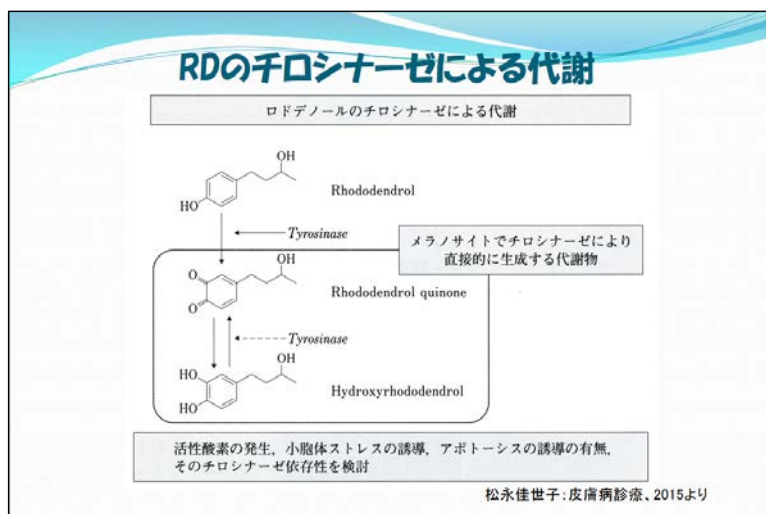 RDのチロシナーゼによる代謝
ロドデノールのチロシナーゼによる代謝
OH
HO
Rhododendrol
Tyrosinase
メラノサイトでチロシナーゼにより
直接的に生成する代謝物
OH
O
O
Rhododendrol quinone
Tyrosinase
OH
HO
HO
Hydroxyrhododendrol
活性酸素の発生，小胞体ストレスの誘導，アポトーシスの誘導の有無，
そのチロシナーゼ依存性を検討
松永佳世子：皮膚病診療、2015より